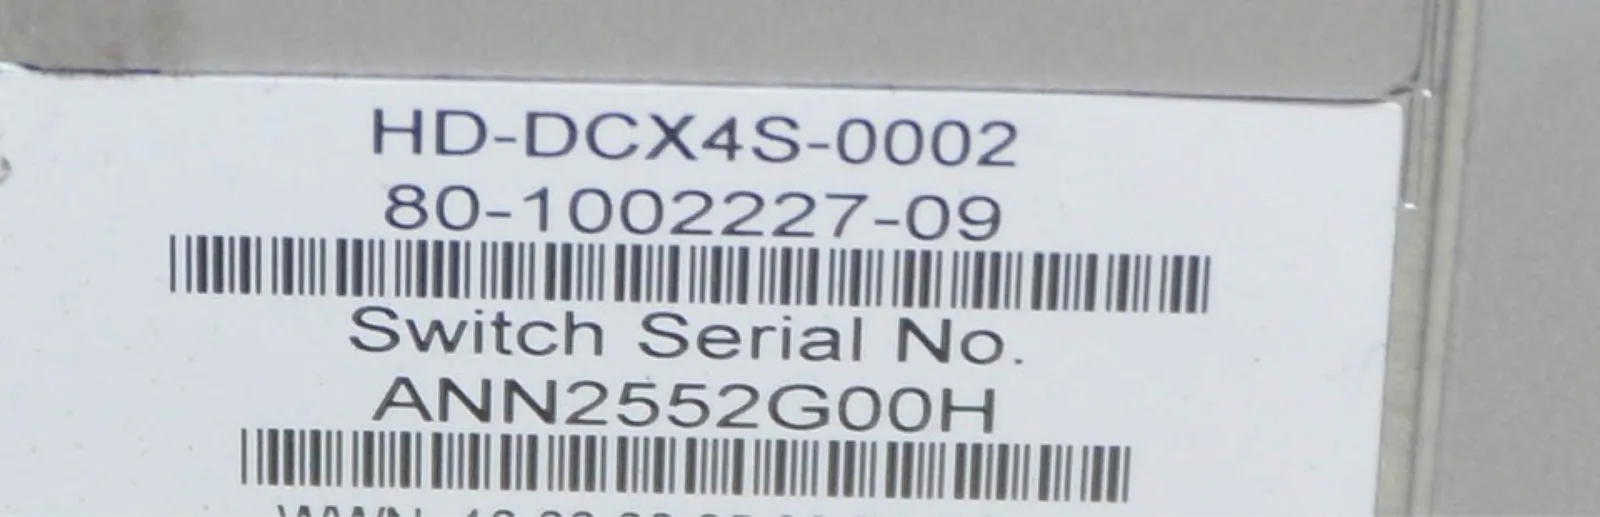 HD-DCX4S-0002
80-1002227-09
Switch Serial No.
ANN2552G00H